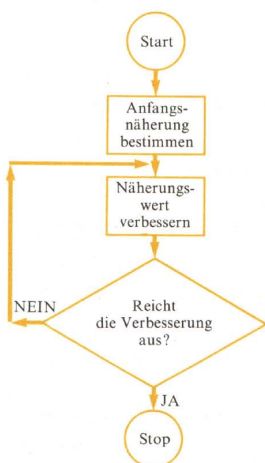 Start
Anfangs-
näherung
bestimmen
Näherungs-
wert
verbessern
NEIN
Reicht
die Verbesserung
aus?
JA
Stop